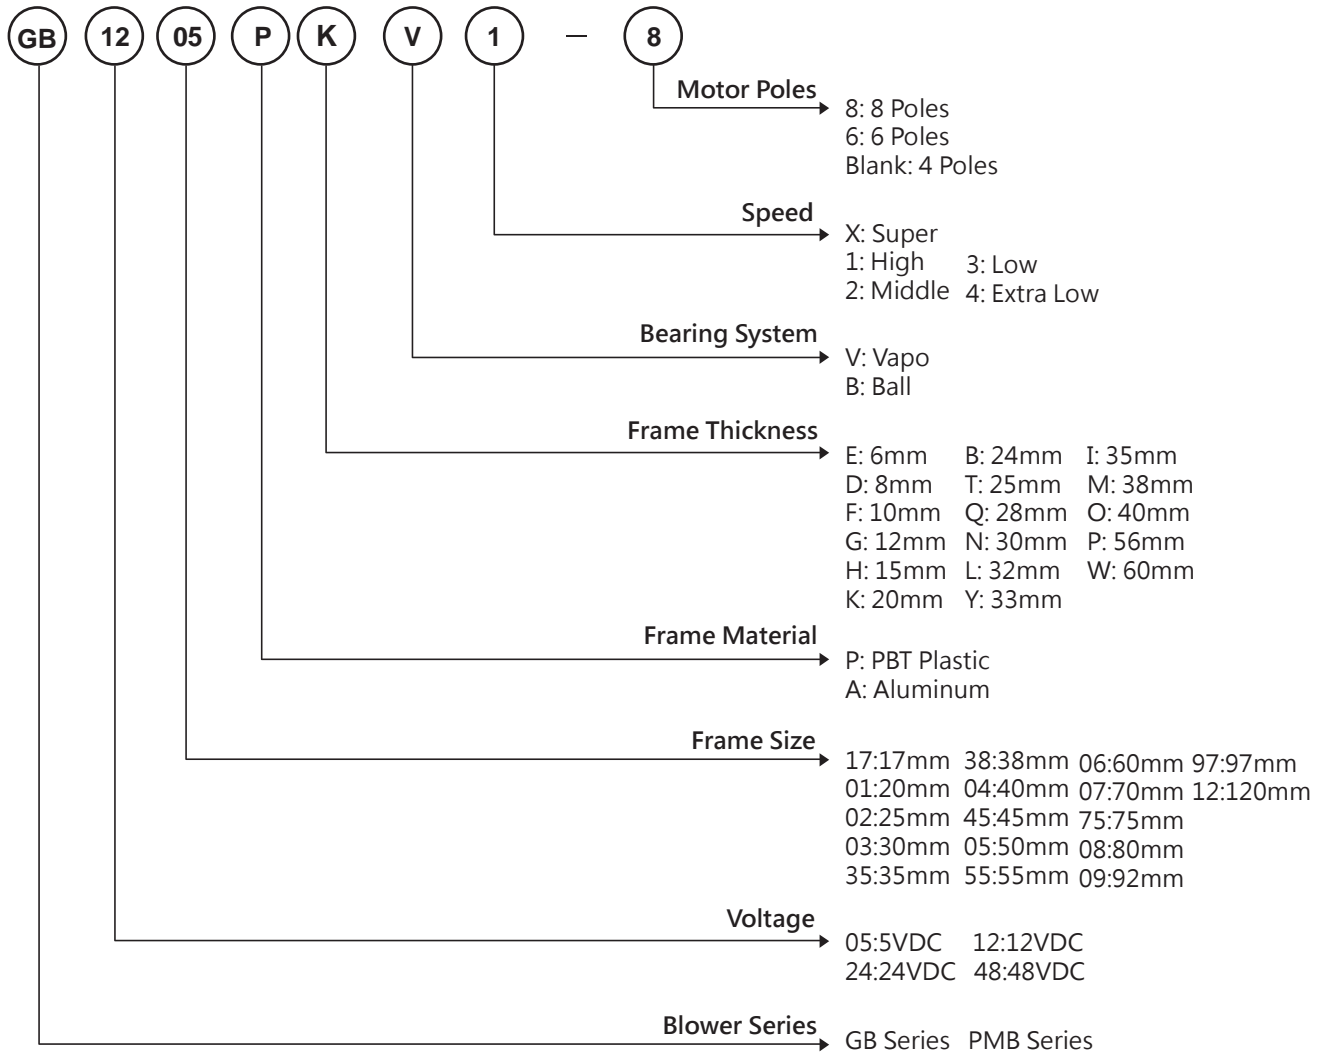 GB 12 05 P K V 1 — 8
Motor Poles
8: 8 Poles
6: 6 Poles
Blank: 4 Poles
Speed
X: Super
1: High 3: Low
2: Middle 4: Extra Low
Bearing System
V: Vapo
B: Ball
Frame Thickness
E: 6mm B: 24mm I: 35mm
D: 8mm T: 25mm M: 38mm
F: 10mm Q: 28mm O: 40mm
G: 12mm N: 30mm P: 56mm
H: 15mm L: 32mm W: 60mm
K: 20mm Y: 33mm
Frame Material
P: PBT Plastic
A: Aluminum
Frame Size
17:17mm 38:38mm 06:60mm 97:97mm
01:20mm 04:40mm 07:70mm 12:120mm
02:25mm 45:45mm 75:75mm
03:30mm 05:50mm 08:80mm
35:35mm 55:55mm 09:92mm
Voltage
05:5VDC 12:12VDC
24:24VDC 48:48VDC
Blower Series
GB Series PMB Series